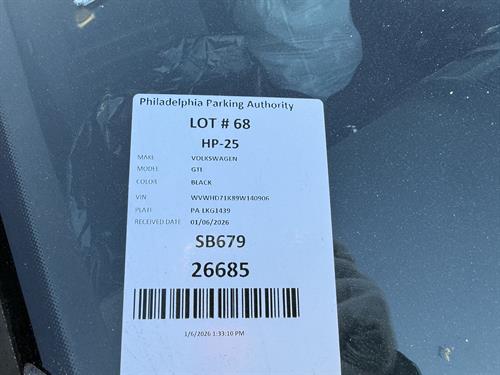 Philadelphia Parking Authority
LOT # 68
HP-25
MAKE VOLKSWAGEN
MODEL GTI
COLOR BLACK
VIN WVWHD71K89W140906
PLATE PA-LKG1439
RECEIVED DATE 01/06/2026
SB679
26685
1/6/2026 1:33:10 PM